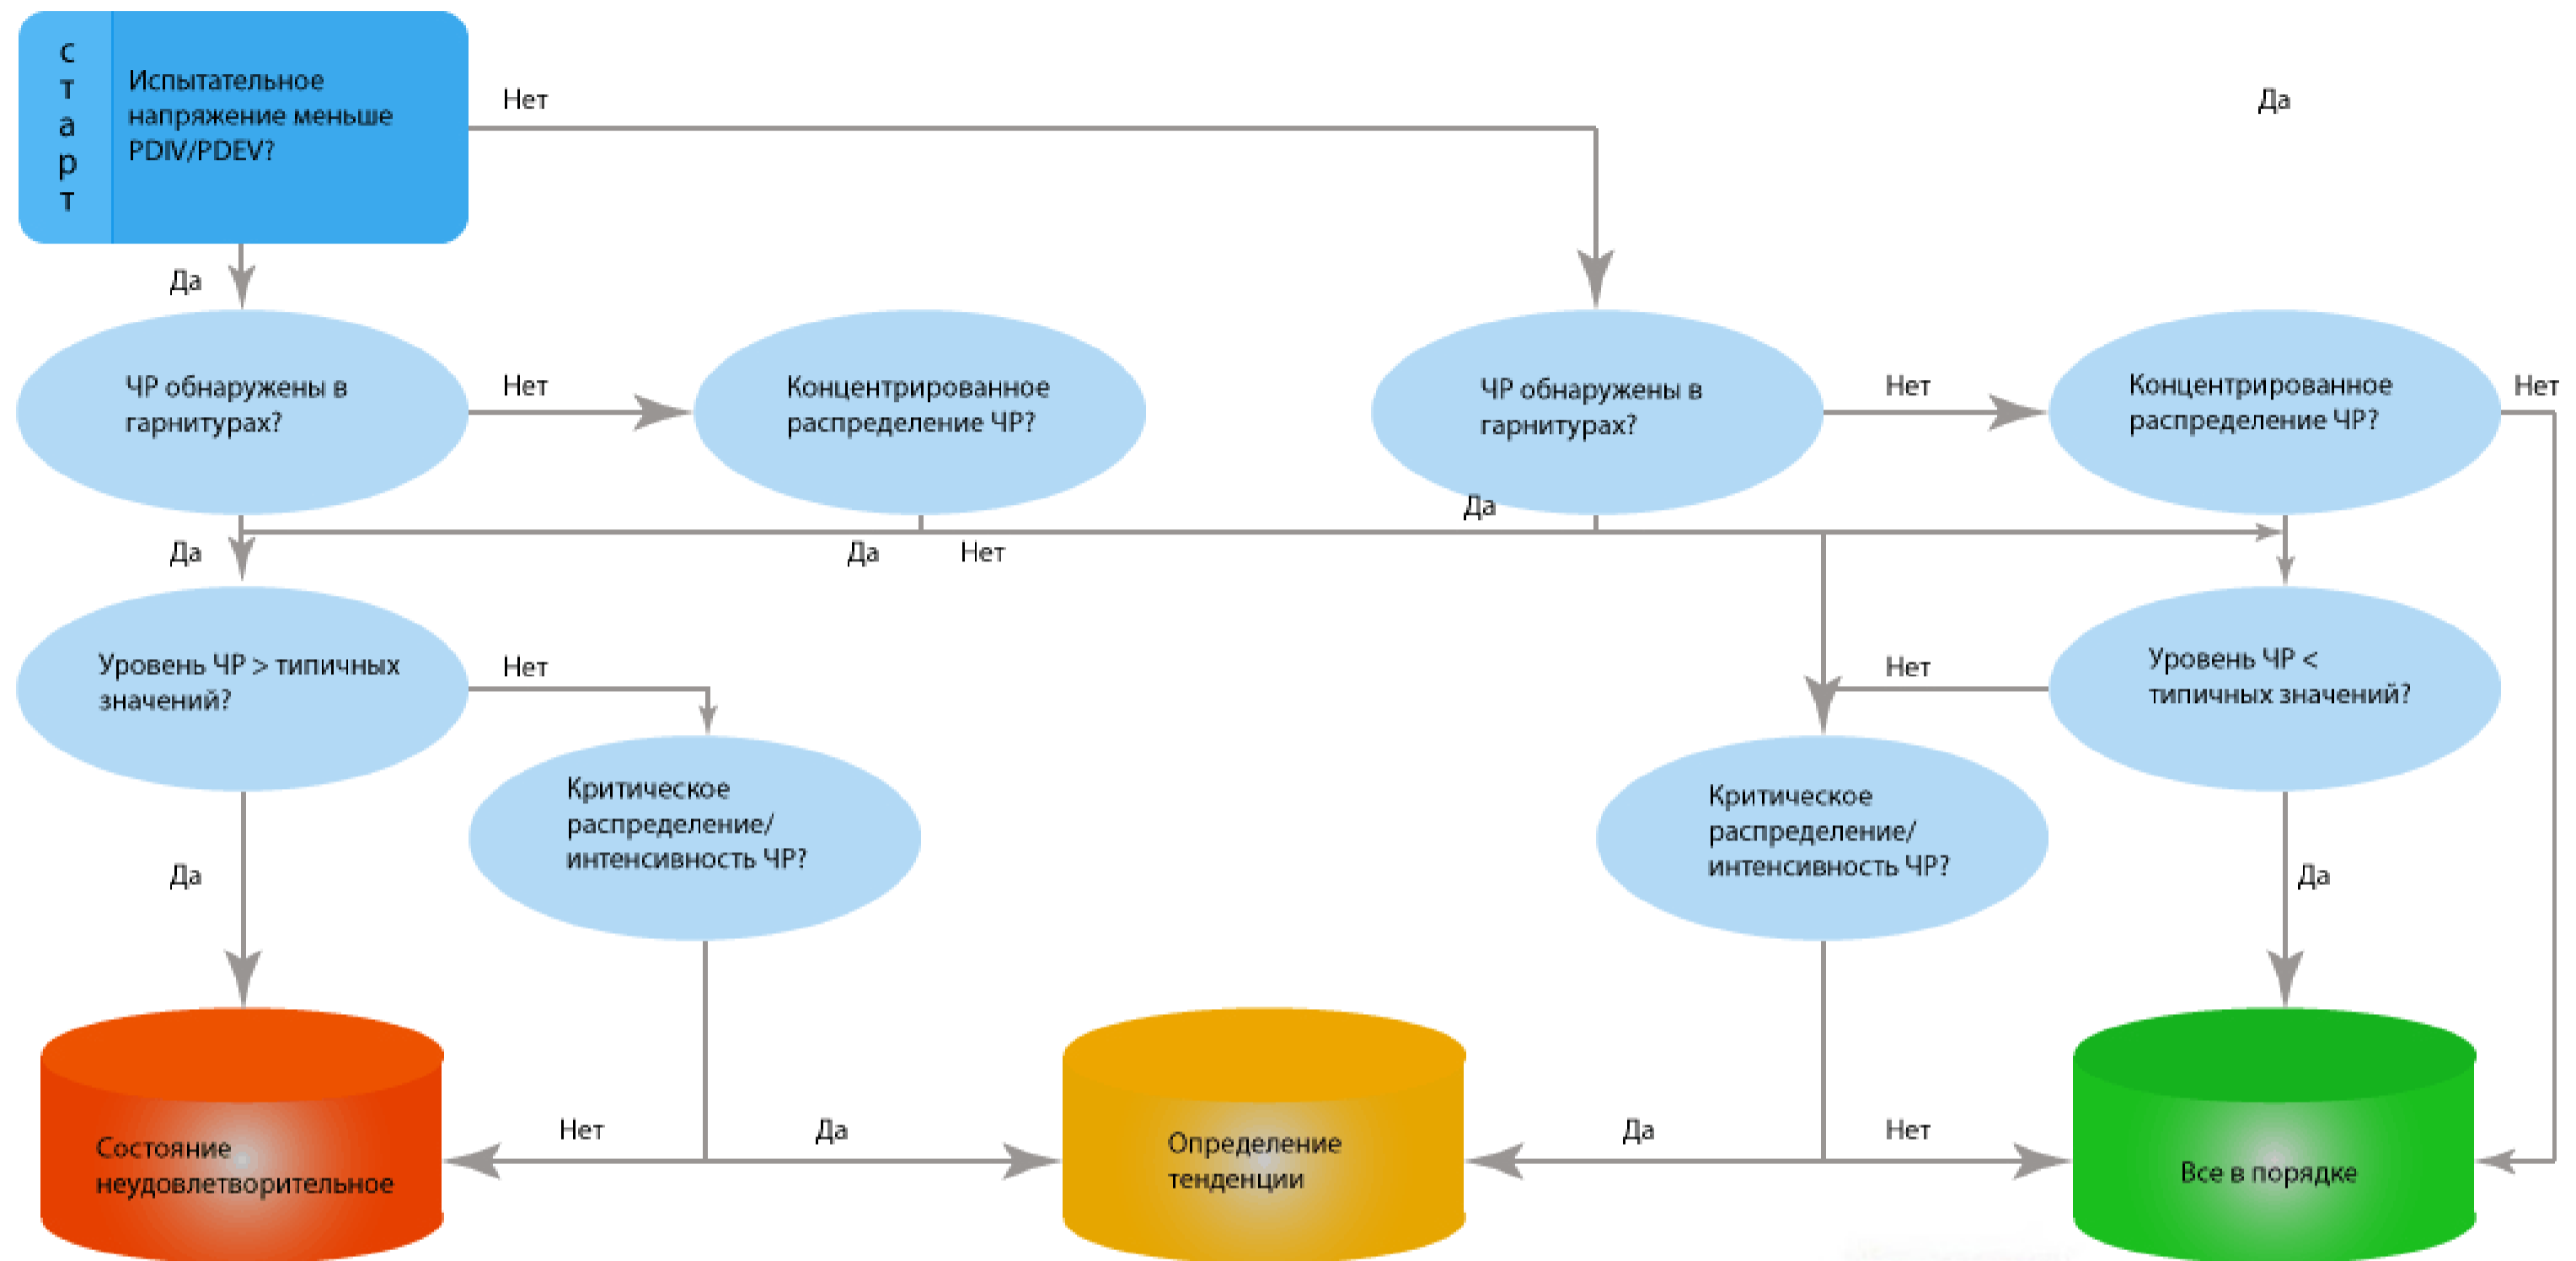 старт
Испытательное
напряжение меньше
PDIV/PDEV?
Нет
Да
Да
ЧР обнаружены в
гарнитурах?
Нет
Концентрированное
распределение ЧР?
ЧР обнаружены в
гарнитурах?
Нет
Концентрированное
распределение ЧР?
Нет
Да
Да
Да
Нет
Уровень ЧР > типичных
значений?
Нет
Нет
Уровень ЧР <
типичных значений?
Критическое
распределение/
интенсивность ЧР?
Критическое
распределение/
интенсивность ЧР?
Да
Да
Состояние
неудовлетворительное
Нет
Да
Определение
тенденции
Да
Нет
Все в порядке